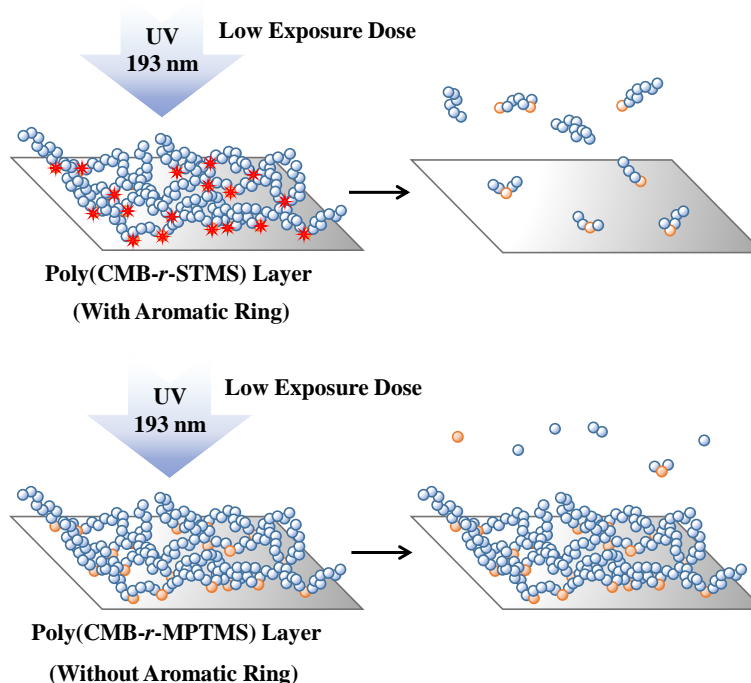 UV
193 nm
Low Exposure Dose
Poly(CMB-r-STMS) Layer
(With Aromatic Ring)
UV
193 nm
Low Exposure Dose
Poly(CMB-r-MPTMS) Layer
(Without Aromatic Ring)